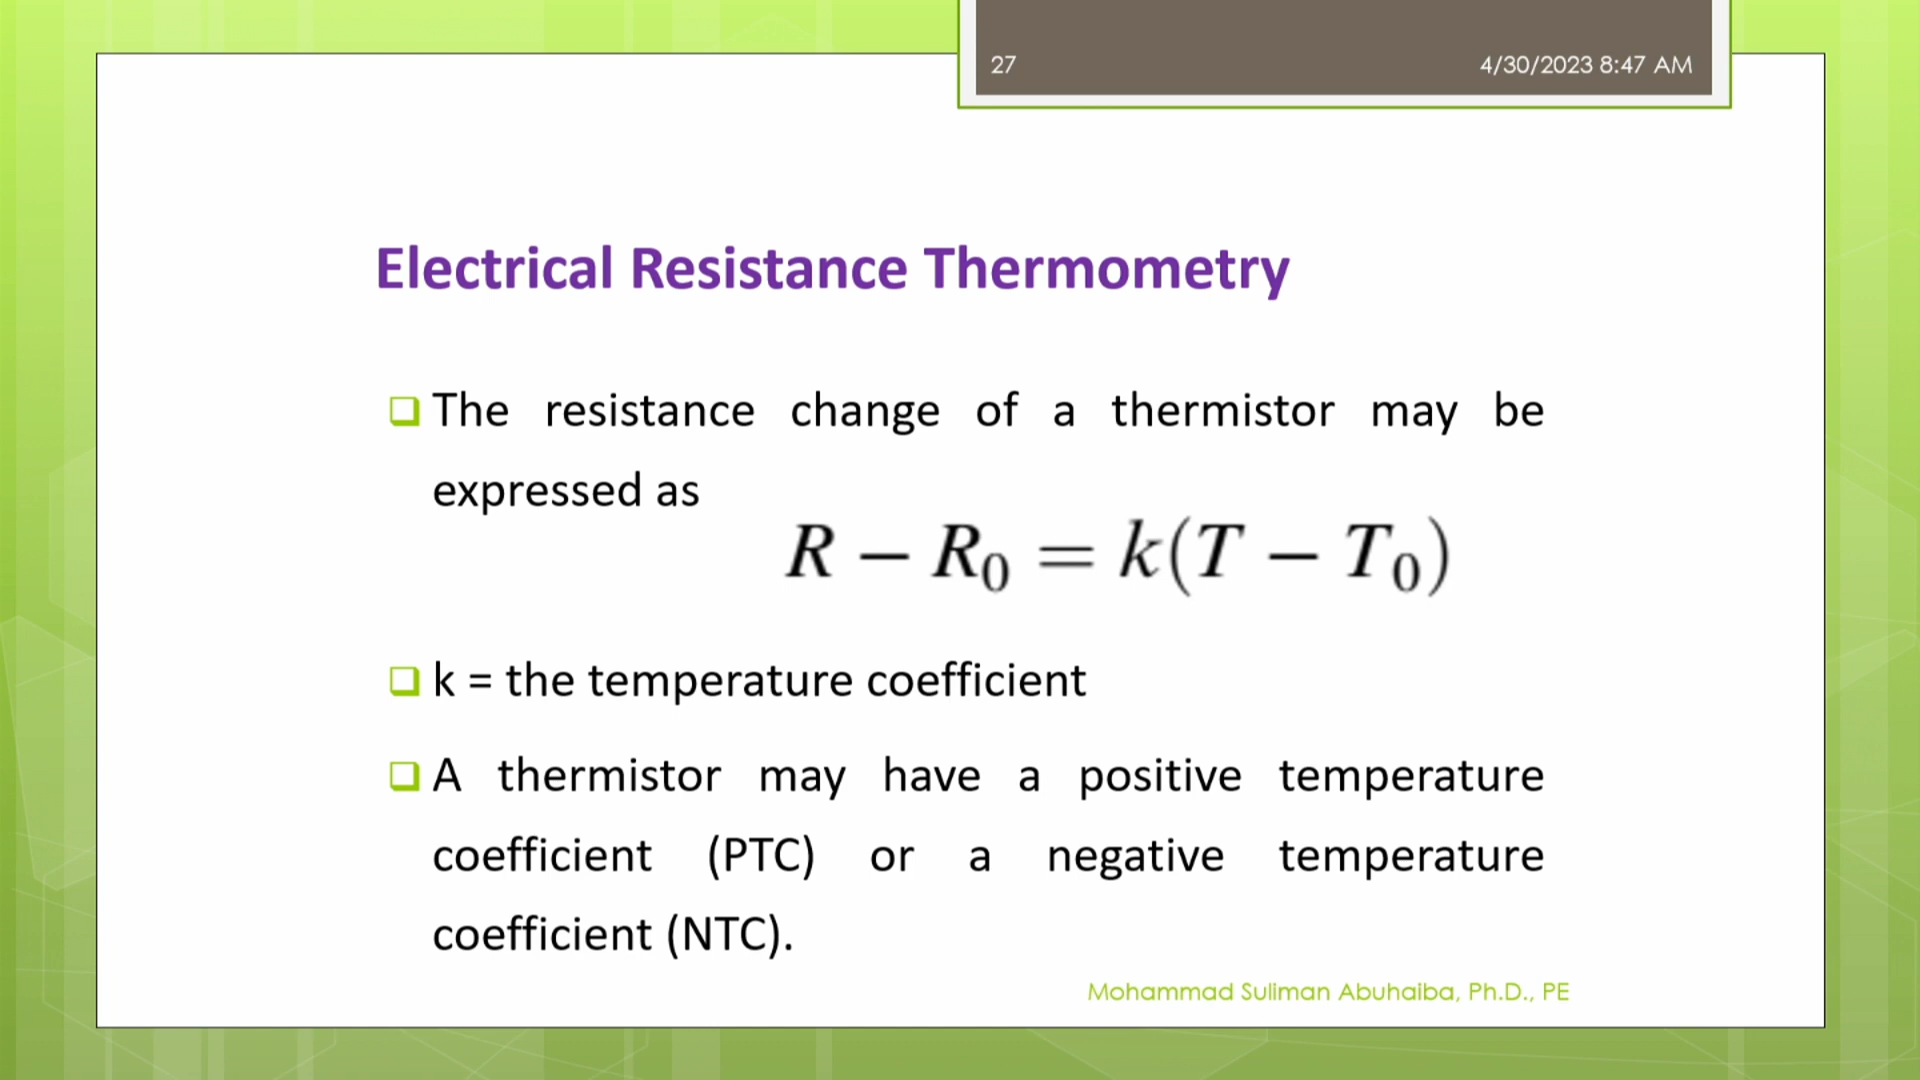 27
4/30/2023 8:47 AM
Electrical Resistance Thermometry
❑ The resistance change of a thermistor may be
expressed as
R − R₀ = k(T − T₀)
❑ k = the temperature coefficient
❑ A thermistor may have a positive temperature
coefficient (PTC) or a negative temperature
coefficient (NTC).
Mohammad Suliman Abuhaiba, Ph.D., PE